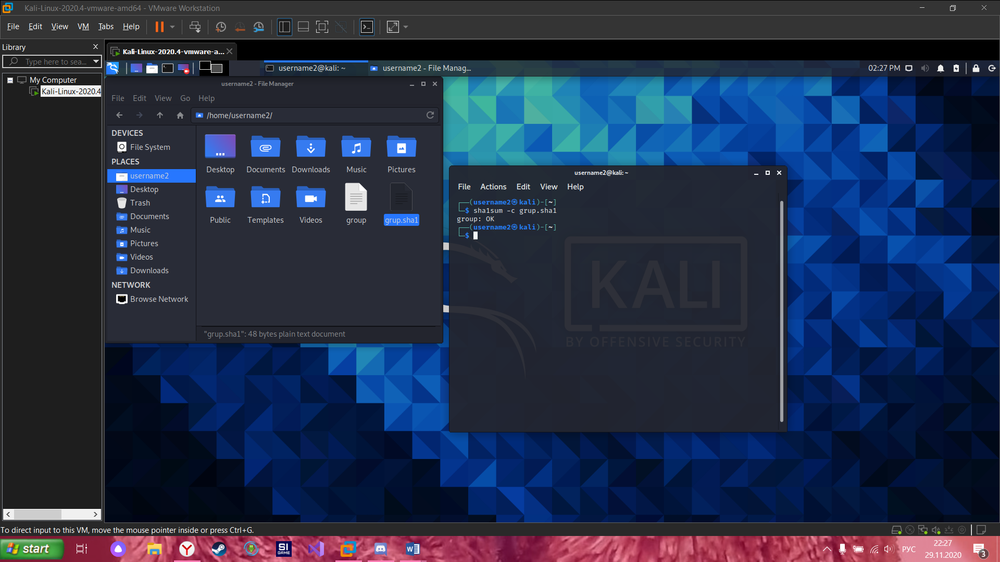 Kali-Linux-2020.4-vmware-amd64 - VMware Workstation
File Edit View VM Tabs Help
Library
Type here to sea...
My Computer
Kali-Linux-2020.4
Kali-Linux-2020.4-vmware-a...
username2@kali: ~
username2 - File Manag...
02:27 PM
username2 - File Manager
File Edit View Go Help
/home/username2/
DEVICES
File System
PLACES
username2
Desktop
Trash
Documents
Music
Pictures
Videos
Downloads
NETWORK
Browse Network
Desktop Documents Downloads Music Pictures
Public Templates Videos group grup.sha1
"grup.sha1": 48 bytes plain text document
username2@kali: ~
File Actions Edit View Help
┌──(username2㉿kali)-[~]
└─$ sha1sum -c grup.sha1
group: OK
┌──(username2㉿kali)-[~]
└─$
KALI
BY OFFENSIVE SECURITY
To direct input to this VM, move the mouse pointer inside or press Ctrl+G.
start
SI
GAME
РУС
22:27
29.11.2020
3